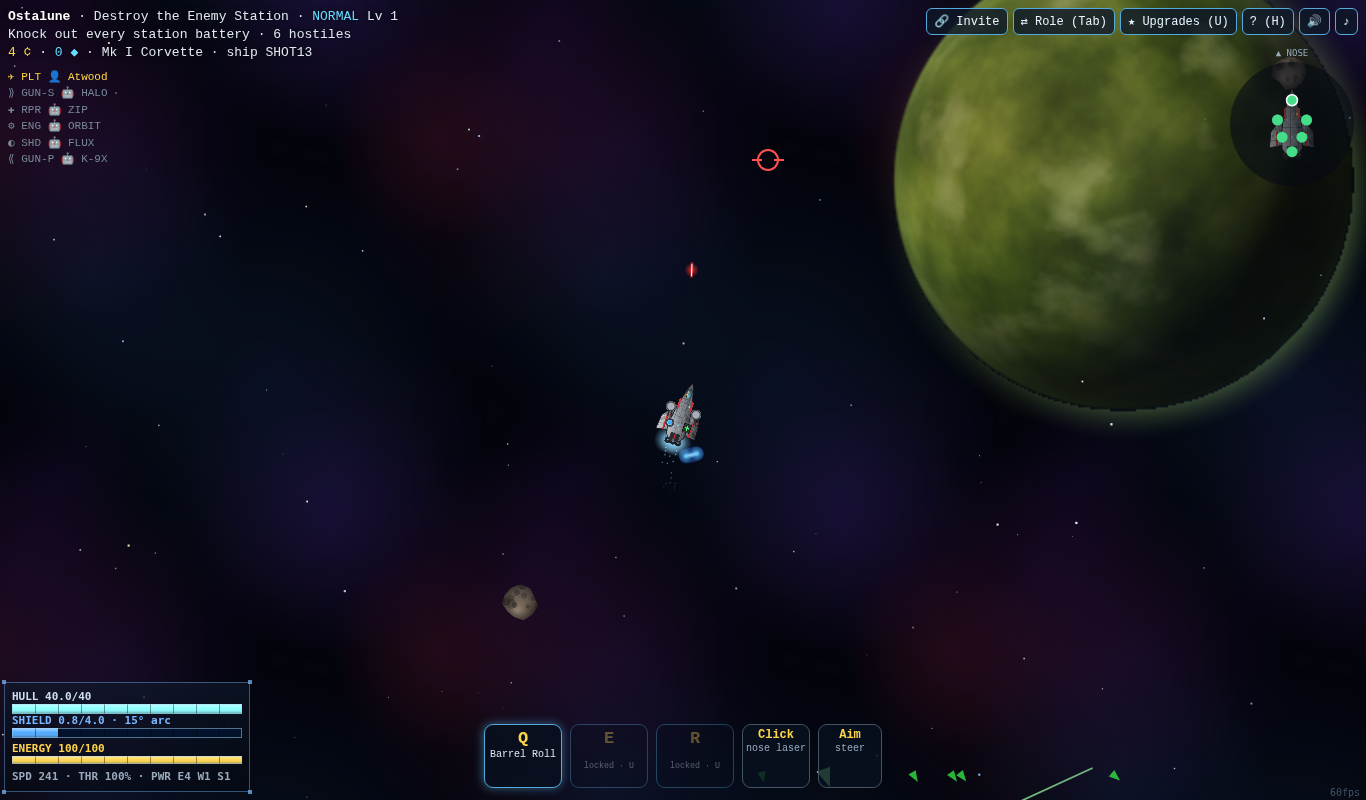 Ostalune · Destroy the Enemy Station · NORMAL Lv 1
Knock out every station battery · 6 hostiles
4 ¢ · 0 ◆ · Mk I Corvette · ship SHOT13
PLT Atwood
GUN-S HALO ·
RPR ZIP
ENG ORBIT
SHD FLUX
GUN-P K-9X
Invite
Role (Tab)
★ Upgrades (U)
? (H)
▲ NOSE
HULL 40.0/40
SHIELD 0.8/4.0 · 15° arc
ENERGY 100/100
SPD 241 · THR 100% · PWR E4 W1 S1
Q
Barrel Roll
E
locked · U
R
locked · U
Click
nose laser
Aim
steer
60fps